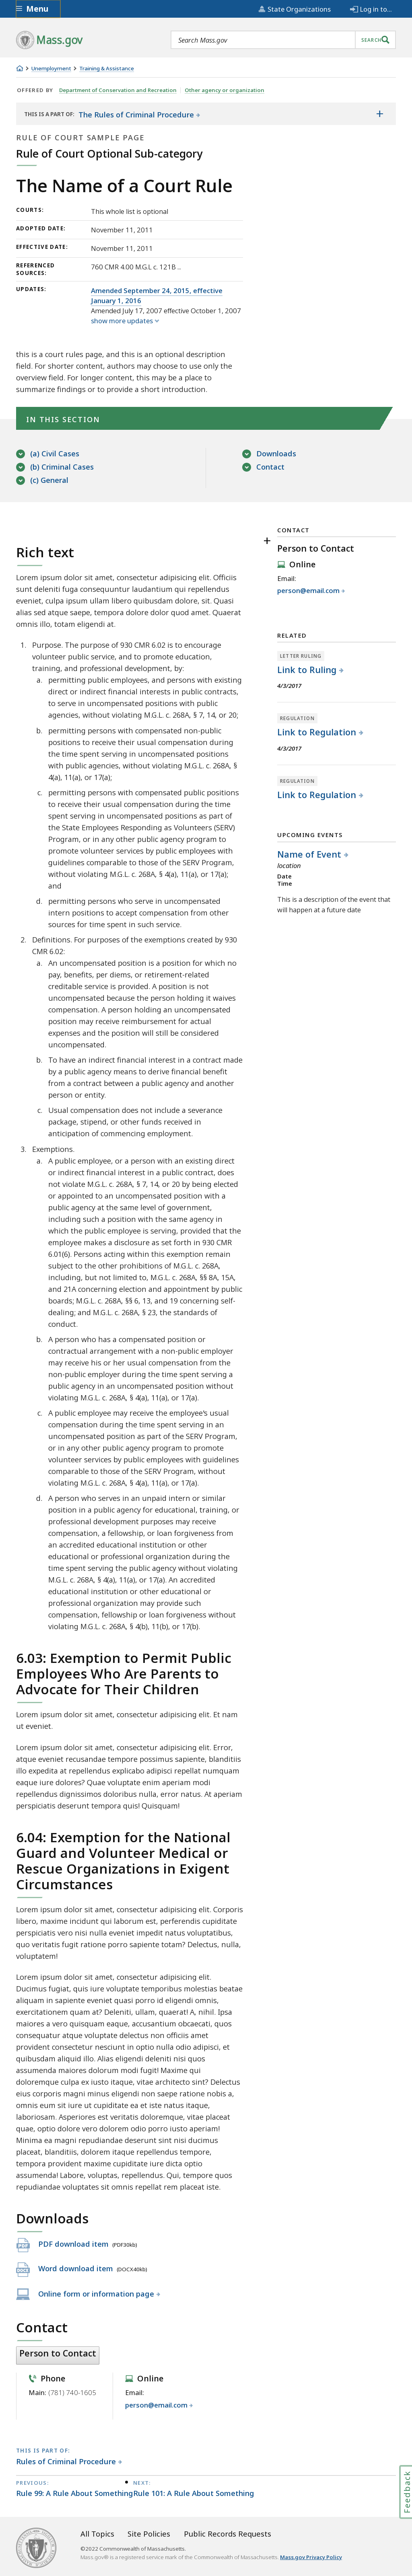 Menu
State Organizations
Log in to...
Mass.gov
Search Mass.gov
SEARCH
Unemployment
Training & Assistance
OFFERED BY Department of Conservation and Recreation Other agency or organization
THIS IS A PART OF: The Rules of Criminal Procedure
RULE OF COURT SAMPLE PAGE
Rule of Court Optional Sub-category
The Name of a Court Rule
COURTS: This whole list is optional
ADOPTED DATE: November 11, 2011
EFFECTIVE DATE: November 11, 2011
REFERENCED SOURCES: 760 CMR 4.00 M.G.L c. 121B ...
UPDATES: Amended September 24, 2015, effective
January 1, 2016
Amended July 17, 2007 effective October 1, 2007
show more updates
this is a court rules page, and this is an optional description
field. For shorter content, authors may choose to use only the
overview field. For longer content, this may be a place to
summarize findings or to provide a short introduction.
IN THIS SECTION
(a) Civil Cases
(b) Criminal Cases
(c) General
Downloads
Contact
Rich text
Lorem ipsum dolor sit amet, consectetur adipisicing elit. Officiis
sunt deleniti fugiat quas, laudantium consequuntur qui laudantium repellendus
eveniet, culpa ipsum ullam libero quibusdam dolore, sit. Quasi
alias sed atque saepe, tempora dolore dolor quod amet. Quaerat
omnis illo, totam eligendi at.
1. Purpose. The purpose of 930 CMR 6.02 is to encourage
volunteer public service, and to promote education,
training, and professional development, by:
a. permitting public employees, and persons with existing
direct or indirect financial interests in public contracts,
to serve in uncompensated positions with public
agencies, without violating M.G.L. c. 268A, § 7, 14, or 20;
b. permitting persons with compensated non-public
positions to receive their usual compensation during
the time spent serving in uncompensated positions
with public agencies, without violating M.G.L. c. 268A, §
4(a), 11(a), or 17(a);
c. permitting persons with compensated public positions
to receive their usual compensation during the time
spent serving in uncompensated positions as part of
the State Employees Responding as Volunteers (SERV)
Program, or in any other public agency program to
promote volunteer services by public employees with
guidelines comparable to those of the SERV Program,
without violating M.G.L. c. 268A, § 4(a), 11(a), or 17(a);
and
d. permitting persons who serve in uncompensated
intern positions to accept compensation from other
sources for time spent in such service.
2. Definitions. For purposes of the exemptions created by 930
CMR 6.02:
a. An uncompensated position is a position for which no
pay, benefits, per diems, or retirement-related
creditable service is provided. A position is not
uncompensated if the person holding it waives
compensation. A person holding an uncompensated
position may receive reimbursement for actual
expenses and the position will still be considered
uncompensated.
b. To have an indirect financial interest in a contract made
by a public agency means to derive financial benefit
from a contract between a public agency and another
person or entity.
c. Usual compensation does not include a severance
package, stipend, or other funds received in
anticipation of commencing employment.
3. Exemptions.
a. A public employee, or a person with an existing direct
or indirect financial interest in a public contract, does
not violate M.G.L. c. 268A, § 7, 14, or 20 by being elected
or appointed to an uncompensated position with a
public agency at the same level of government,
including such a position with the same agency in
which the public employee is serving, provided that the
employee makes a disclosure as set forth in 930 CMR
6.01(6). Persons acting within this exemption remain
subject to the other prohibitions of M.G.L. c. 268A,
including, but not limited to, M.G.L. c. 268A, §§ 8A, 15A,
and 21A concerning election and appointment by public
boards; M.G.L. c. 268A, §§ 6, 13, and 19 concerning self-
dealing; and M.G.L. c. 268A, § 23, the standards of
conduct.
b. A person who has a compensated position or
contractual arrangement with a non-public employer
may receive his or her usual compensation from the
non-public employer during the time spent serving in a
public agency in an uncompensated position without
violating M.G.L. c. 268A, § 4(a), 11(a), or 17(a).
c. A public employee may receive the employee's usual
compensation during the time spent serving in an
uncompensated position as part of the SERV Program,
or in any other public agency program to promote
volunteer services by public employees with guidelines
comparable to those of the SERV Program, without
violating M.G.L. c. 268A, § 4(a), 11(a), or 17(a).
d. A person who serves in an unpaid intern or similar
position in a public agency for educational, training, or
professional development purposes may receive
compensation, a fellowship, or loan forgiveness from
an accredited educational institution or other
educational or professional organization during the
time spent serving the public agency without violating
M.G.L. c. 268A, § 4(a), 11(a), or 17(a). An accredited
educational institution or other educational or
professional organization may provide such
compensation, fellowship or loan forgiveness without
violating M.G.L. c. 268A, § 4(b), 11(b), or 17(b).
6.03: Exemption to Permit Public
Employees Who Are Parents to
Advocate for Their Children
Lorem ipsum dolor sit amet, consectetur adipisicing elit. Et nam
ut eveniet.
Lorem ipsum dolor sit amet, consectetur adipisicing elit. Error,
atque eveniet recusandae tempore possimus sapiente, blanditiis
illo expedita at repellendus explicabo adipisci repellat numquam
eaque iure dolores? Quae voluptate enim aperiam modi
repellendus dignissimos doloribus nulla, error natus. At aperiam
perspiciatis deserunt tempora quis! Quisquam!
6.04: Exemption for the National
Guard and Volunteer Medical or
Rescue Organizations in Exigent
Circumstances
Lorem ipsum dolor sit amet, consectetur adipisicing elit. Corporis
libero, maxime incidunt qui laborum est, perferendis cupiditate
perspiciatis nemo vero nulla eveniet impedit natus voluptatibus,
quo veritatis fugit ratione porro sapiente totam? Delectus, nulla,
voluptatem!
Lorem ipsum dolor sit amet, consectetur adipisicing elit.
Ducimus fugiat, quis iure voluptate temporibus molestias beatae
aliquam in sapiente eveniet quasi porro id eligendi omnis,
exercitationem quam at? Deleniti, ullam, quaerat! A, nihil. Ipsa
maiores vero at quisquam eaque, accusantium obcaecati, quos
consequatur atque voluptate delectus non officiis amet
provident consectetur nesciunt in optio velit odio adipisci, et
quibusdam aliquid illo. Alias eligendi deleniti quasi quos
assumenda maiores dolorum modi fugit! Maxime qui
doloremque culpa ex iusto itaque, vitae architecto sint? Delectus
eius corporis magni minus eligendi non saepe ratione nobis a,
omnis eum sit fugit pariatur eaque ea et iste natus itaque,
laboriosam. Asperiores est veritatis doloremque, vitae placeat
quae, optio dolore vero dolorem odio porro iusto aperiam!
Minima ea magni repudiandae deserunt sint nisi ducimus
placeat, blanditiis, dolorem itaque repellendus tempore,
tempora provident maxime cupiditate iure dicta
assumenda! Labore, voluptas, repellendus. Qui, tempore quos
repudiandae voluptates sit omnis repellat rem placeat iste.
Downloads
PDF download item (PDF30kb)
Word download item (DOCX40kb)
Online form or information page
Contact
Person to Contact
Phone
Main: (781) 740-1605
Online
Email:
person@email.com
CONTACT
Person to Contact
Online
Email:
person@email.com
RELATED
LETTER RULING
Link to Ruling
4/3/2017
REGULATION
Link to Regulation
4/3/2017
REGULATION
Link to Regulation
UPCOMING EVENTS
Name of Event
location
Date
Time
This is a description of the event that
will happen at a future date
THIS IS PART OF:
Rules of Criminal Procedure
PREVIOUS:
Rule 99: A Rule About Something
NEXT:
Rule 101: A Rule About Something
Feedback
All Topics Site Policies Public Records Requests
©2022 Commonwealth of Massachusetts.
Mass.gov® is a registered service mark of the Commonwealth of Massachusetts. Mass.gov Privacy Policy